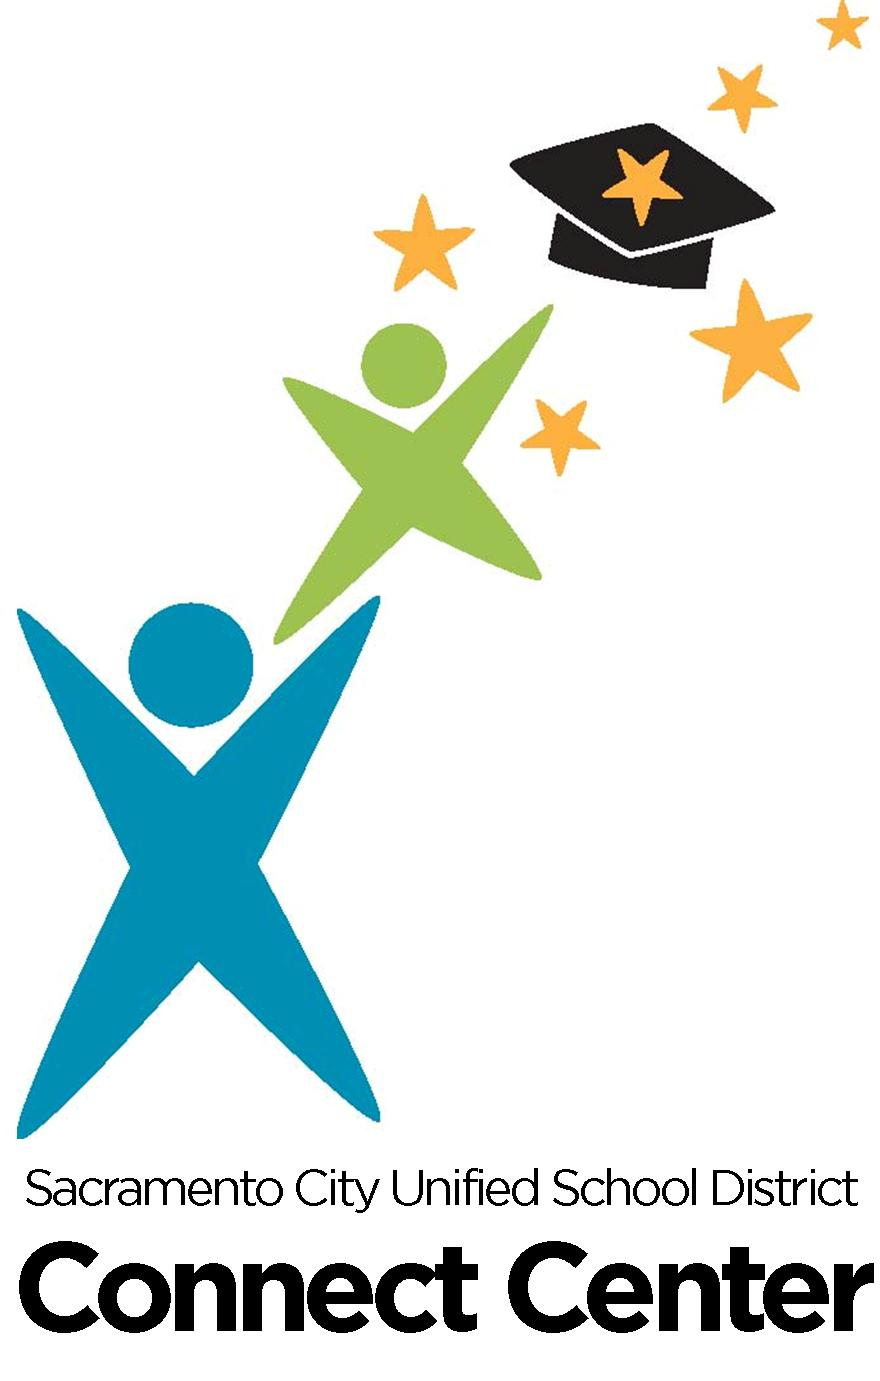 Sacramento City Unified School District
Connect Center